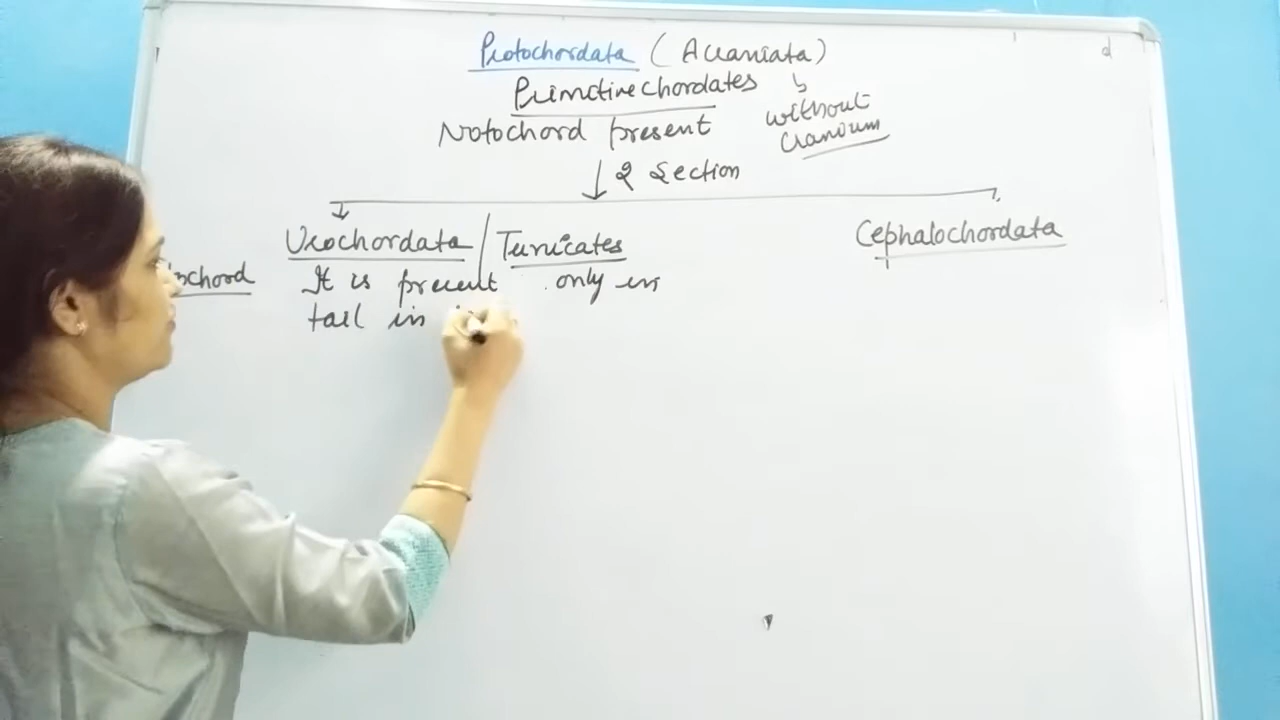 Protochordata (Acraniata)
Primitive chordates
↳ without
Cranium
Notochord present
↓ 2 Section
Urochordata / Tunicates
Cephalochordata
It is present only in
tail in